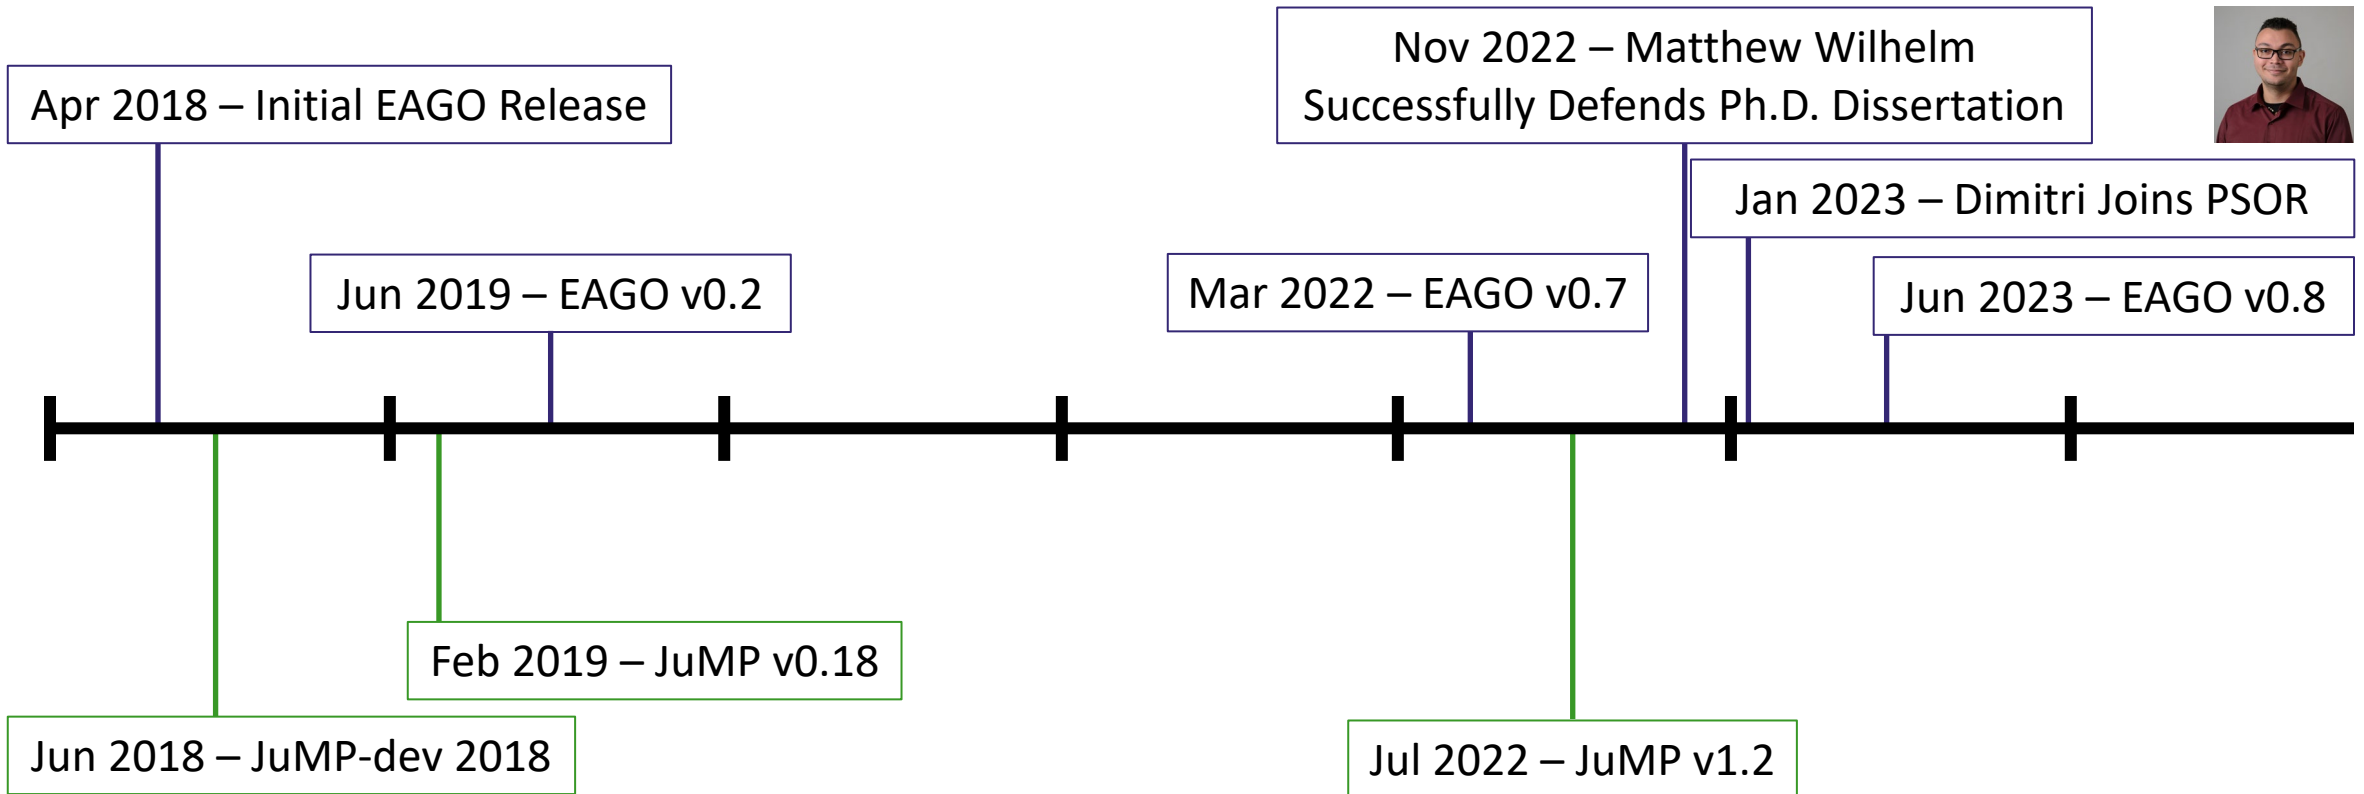 Apr 2018 – Initial EAGO Release
Nov 2022 – Matthew Wilhelm
Successfully Defends Ph.D. Dissertation
Jan 2023 – Dimitri Joins PSOR
Jun 2019 – EAGO v0.2
Mar 2022 – EAGO v0.7
Jun 2023 – EAGO v0.8
Feb 2019 – JuMP v0.18
Jun 2018 – JuMP-dev 2018
Jul 2022 – JuMP v1.2